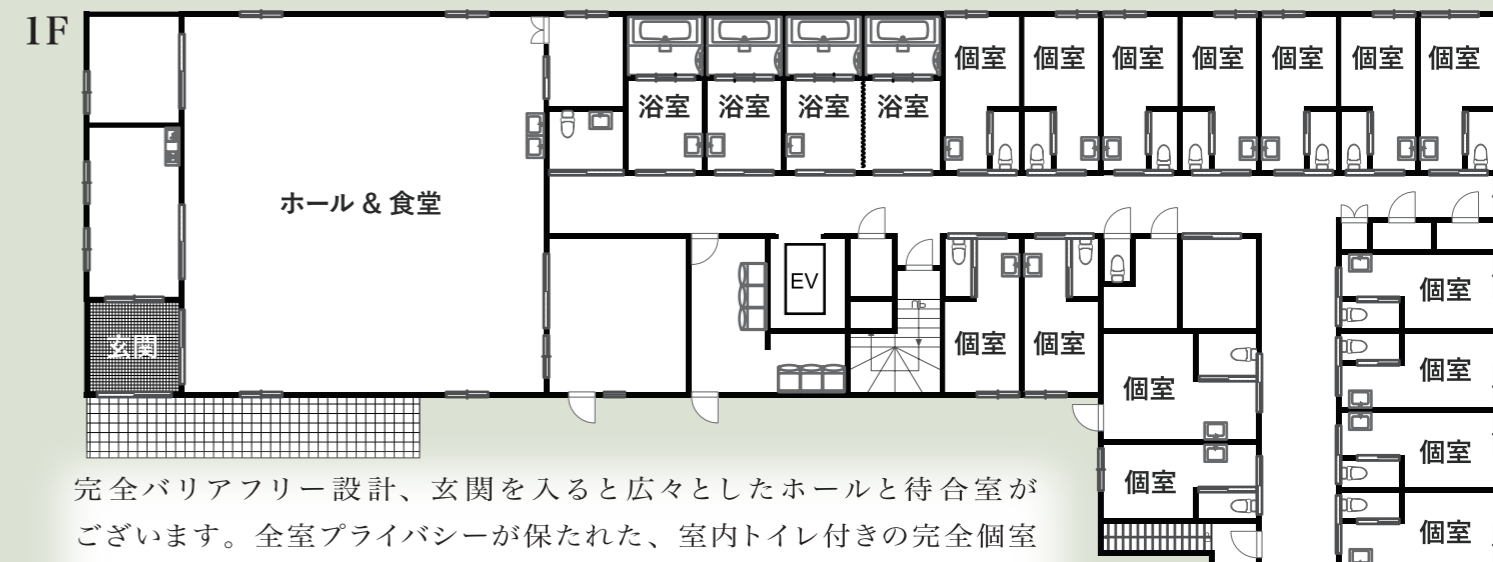 1F
個室 個室 個室 個室 個室 個室 個室
浴室 浴室 浴室 浴室
ホール & 食堂
EV
個室
玄関
個室 個室
個室
個室
個室
個室
完全バリアフリー設計、玄関を入ると広々としたホールと待合室が
ございます。全室プライバシーが保たれた、室内トイレ付きの完全個室
個室